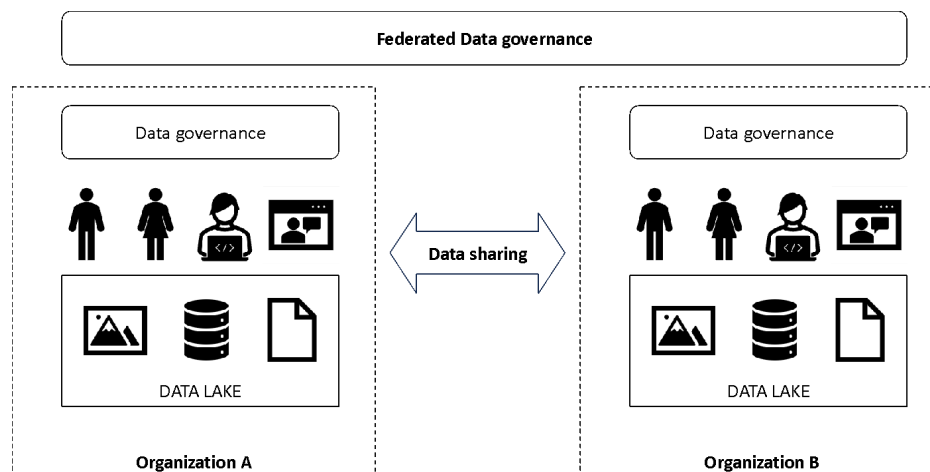 Federated Data governance
Data governance
Data governance
</>
</>
Data sharing
DATA LAKE
DATA LAKE
Organization A
Organization B